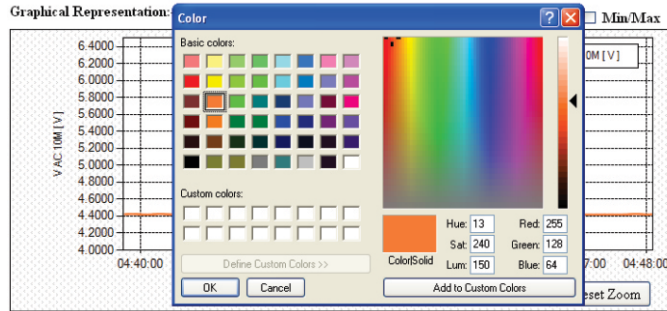 Graphical Representation:
Color
Min/Max
Basic colors:
6.4000
6.2000
6.0000
5.8000
5.6000
5.4000
5.2000
5.0000
4.8000
4.6000
4.4000
4.2000
4.0000
V AC 10M [ V ]
0M [ V ]
Custom colors:
Hue: 13
Red: 255
Sat: 240
Green: 128
Color|Solid
Lum: 150
Blue: 64
Define Custom Colors >>
OK
Cancel
Add to Custom Colors
04:40:00
7:00
04:48:00
eset Zoom